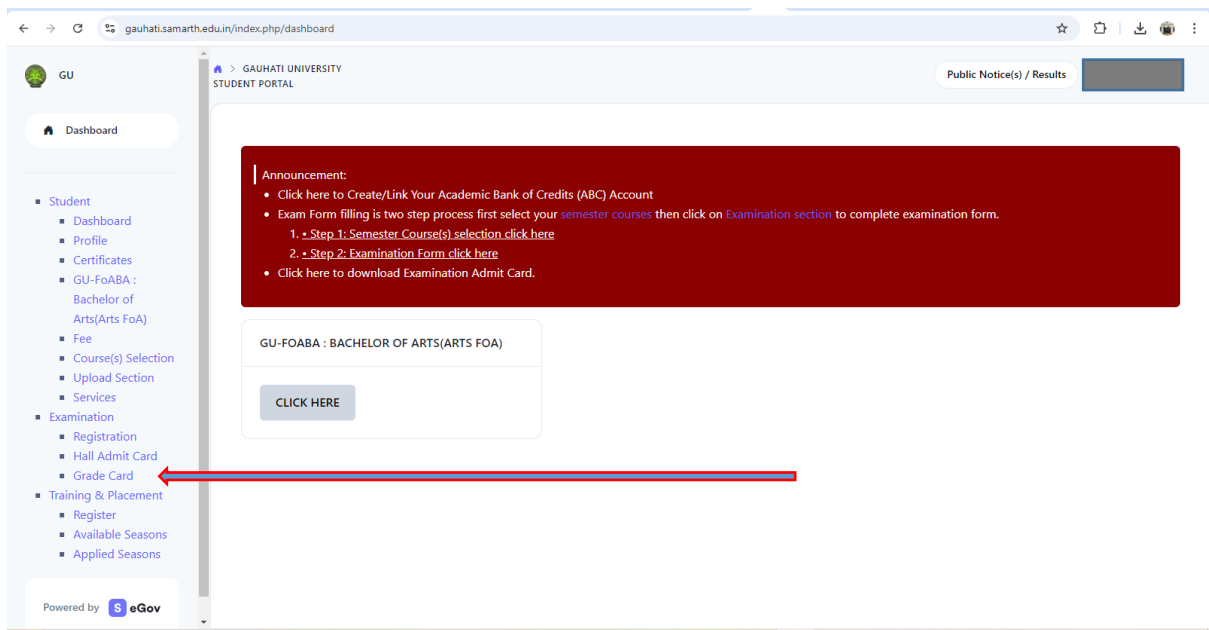 gauhati.samarth.edu.in/index.php/dashboard
GU
GAUHATI UNIVERSITY
STUDENT PORTAL
Public Notice(s) / Results
Dashboard
Student
Dashboard
Profile
Certificates
GU-FoABA :
Bachelor of
Arts(Arts FoA)
Fee
Course(s) Selection
Upload Section
Services
Examination
Registration
Hall Admit Card
Grade Card
Training & Placement
Register
Available Seasons
Applied Seasons
Powered by S eGov
Announcement:
Click here to Create/Link Your Academic Bank of Credits (ABC) Account
Exam Form filling is two step process first select your semester courses then click on Examination section to complete examination form.
1. • Step 1: Semester Course(s) selection click here
2. • Step 2: Examination Form click here
Click here to download Examination Admit Card.
GU-FOABA : BACHELOR OF ARTS(ARTS FOA)
CLICK HERE